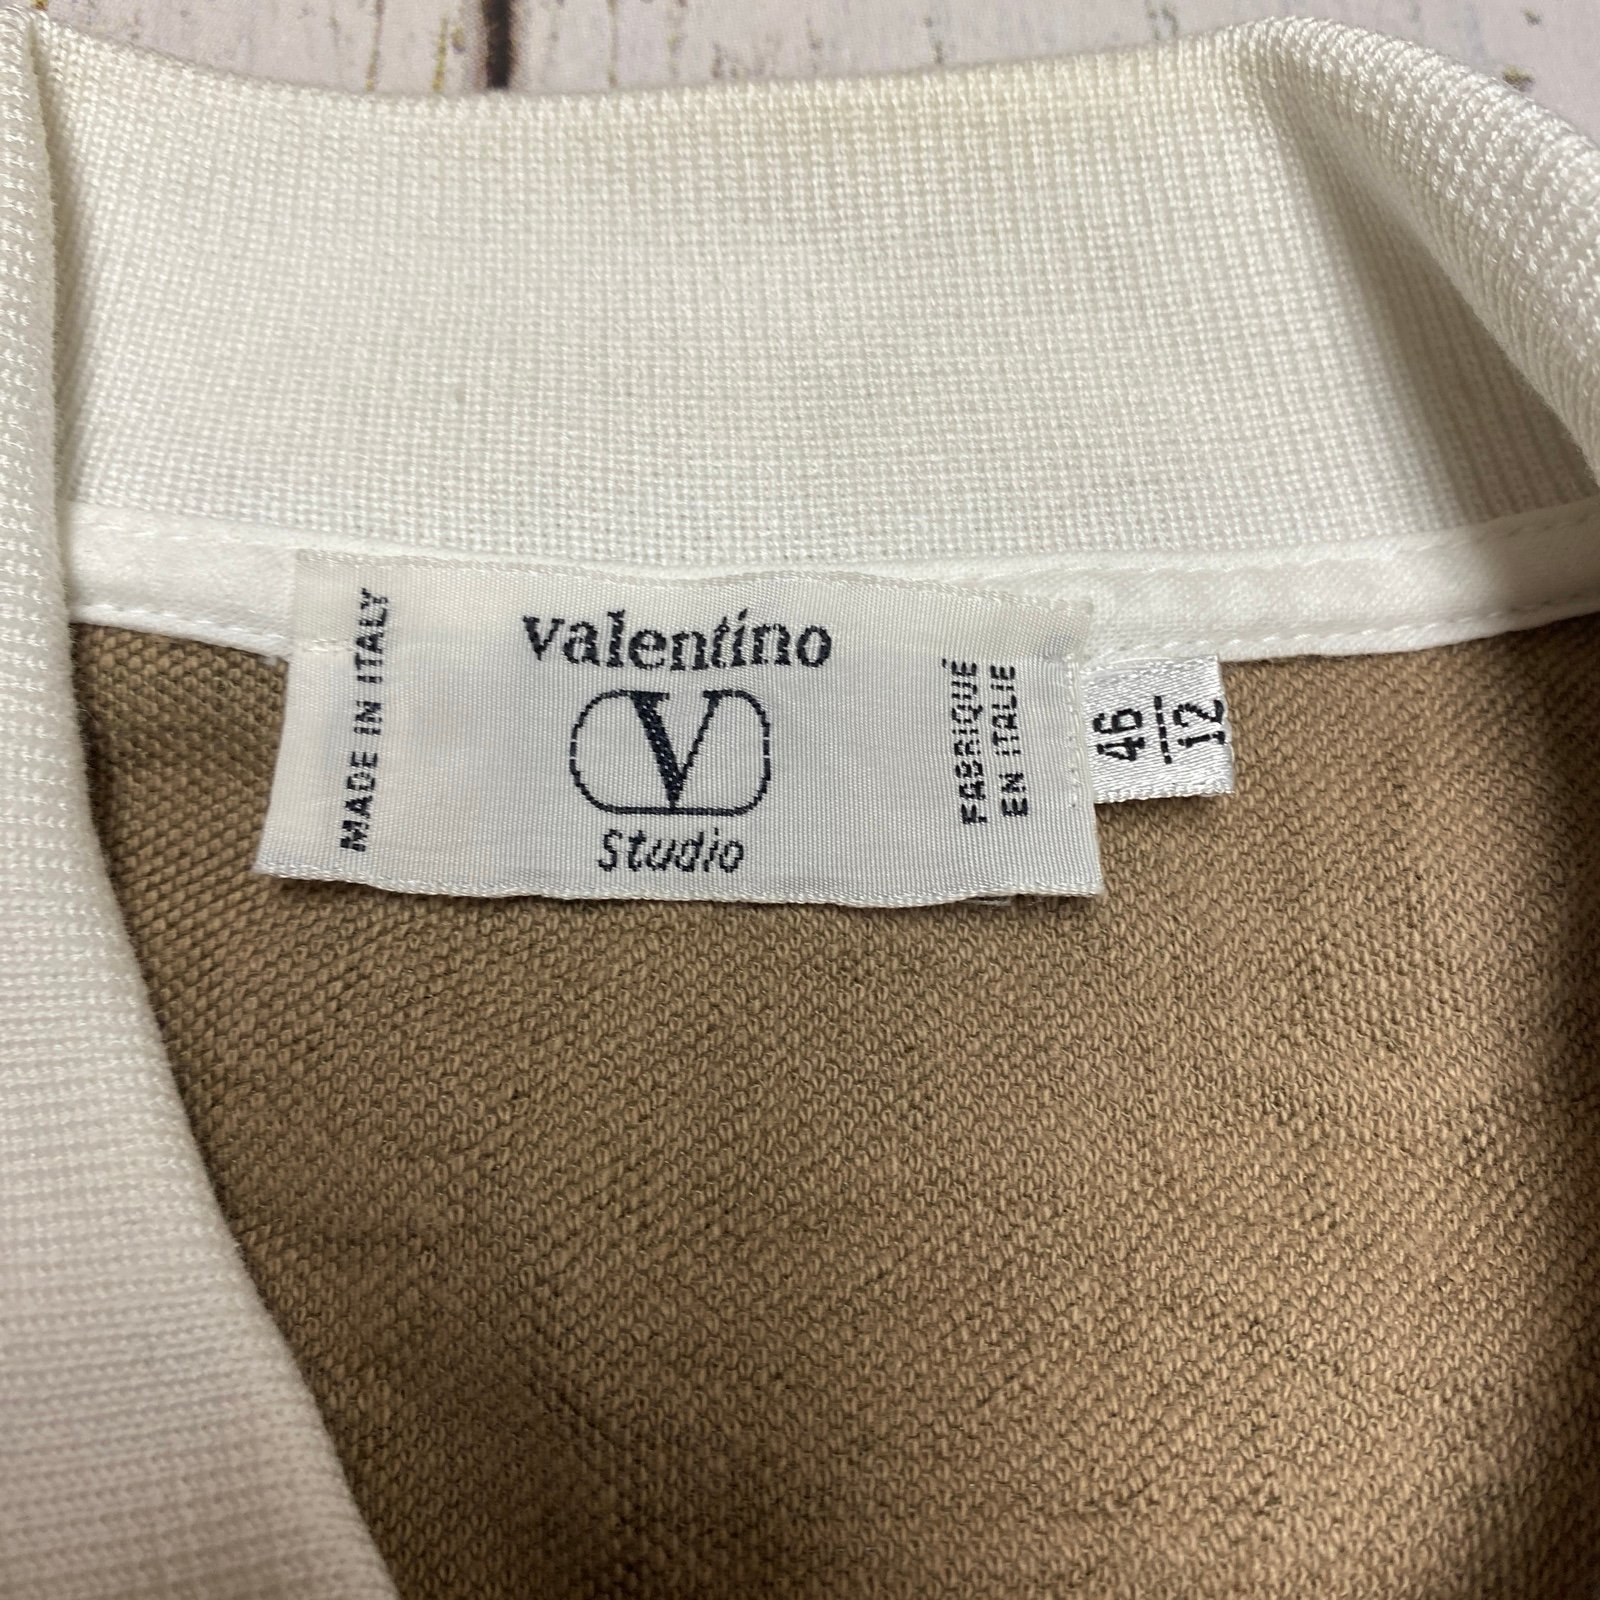 MADE IN ITALY
valentino
V
Studio
FABRIQUÉ
EN ITALIE
46
12